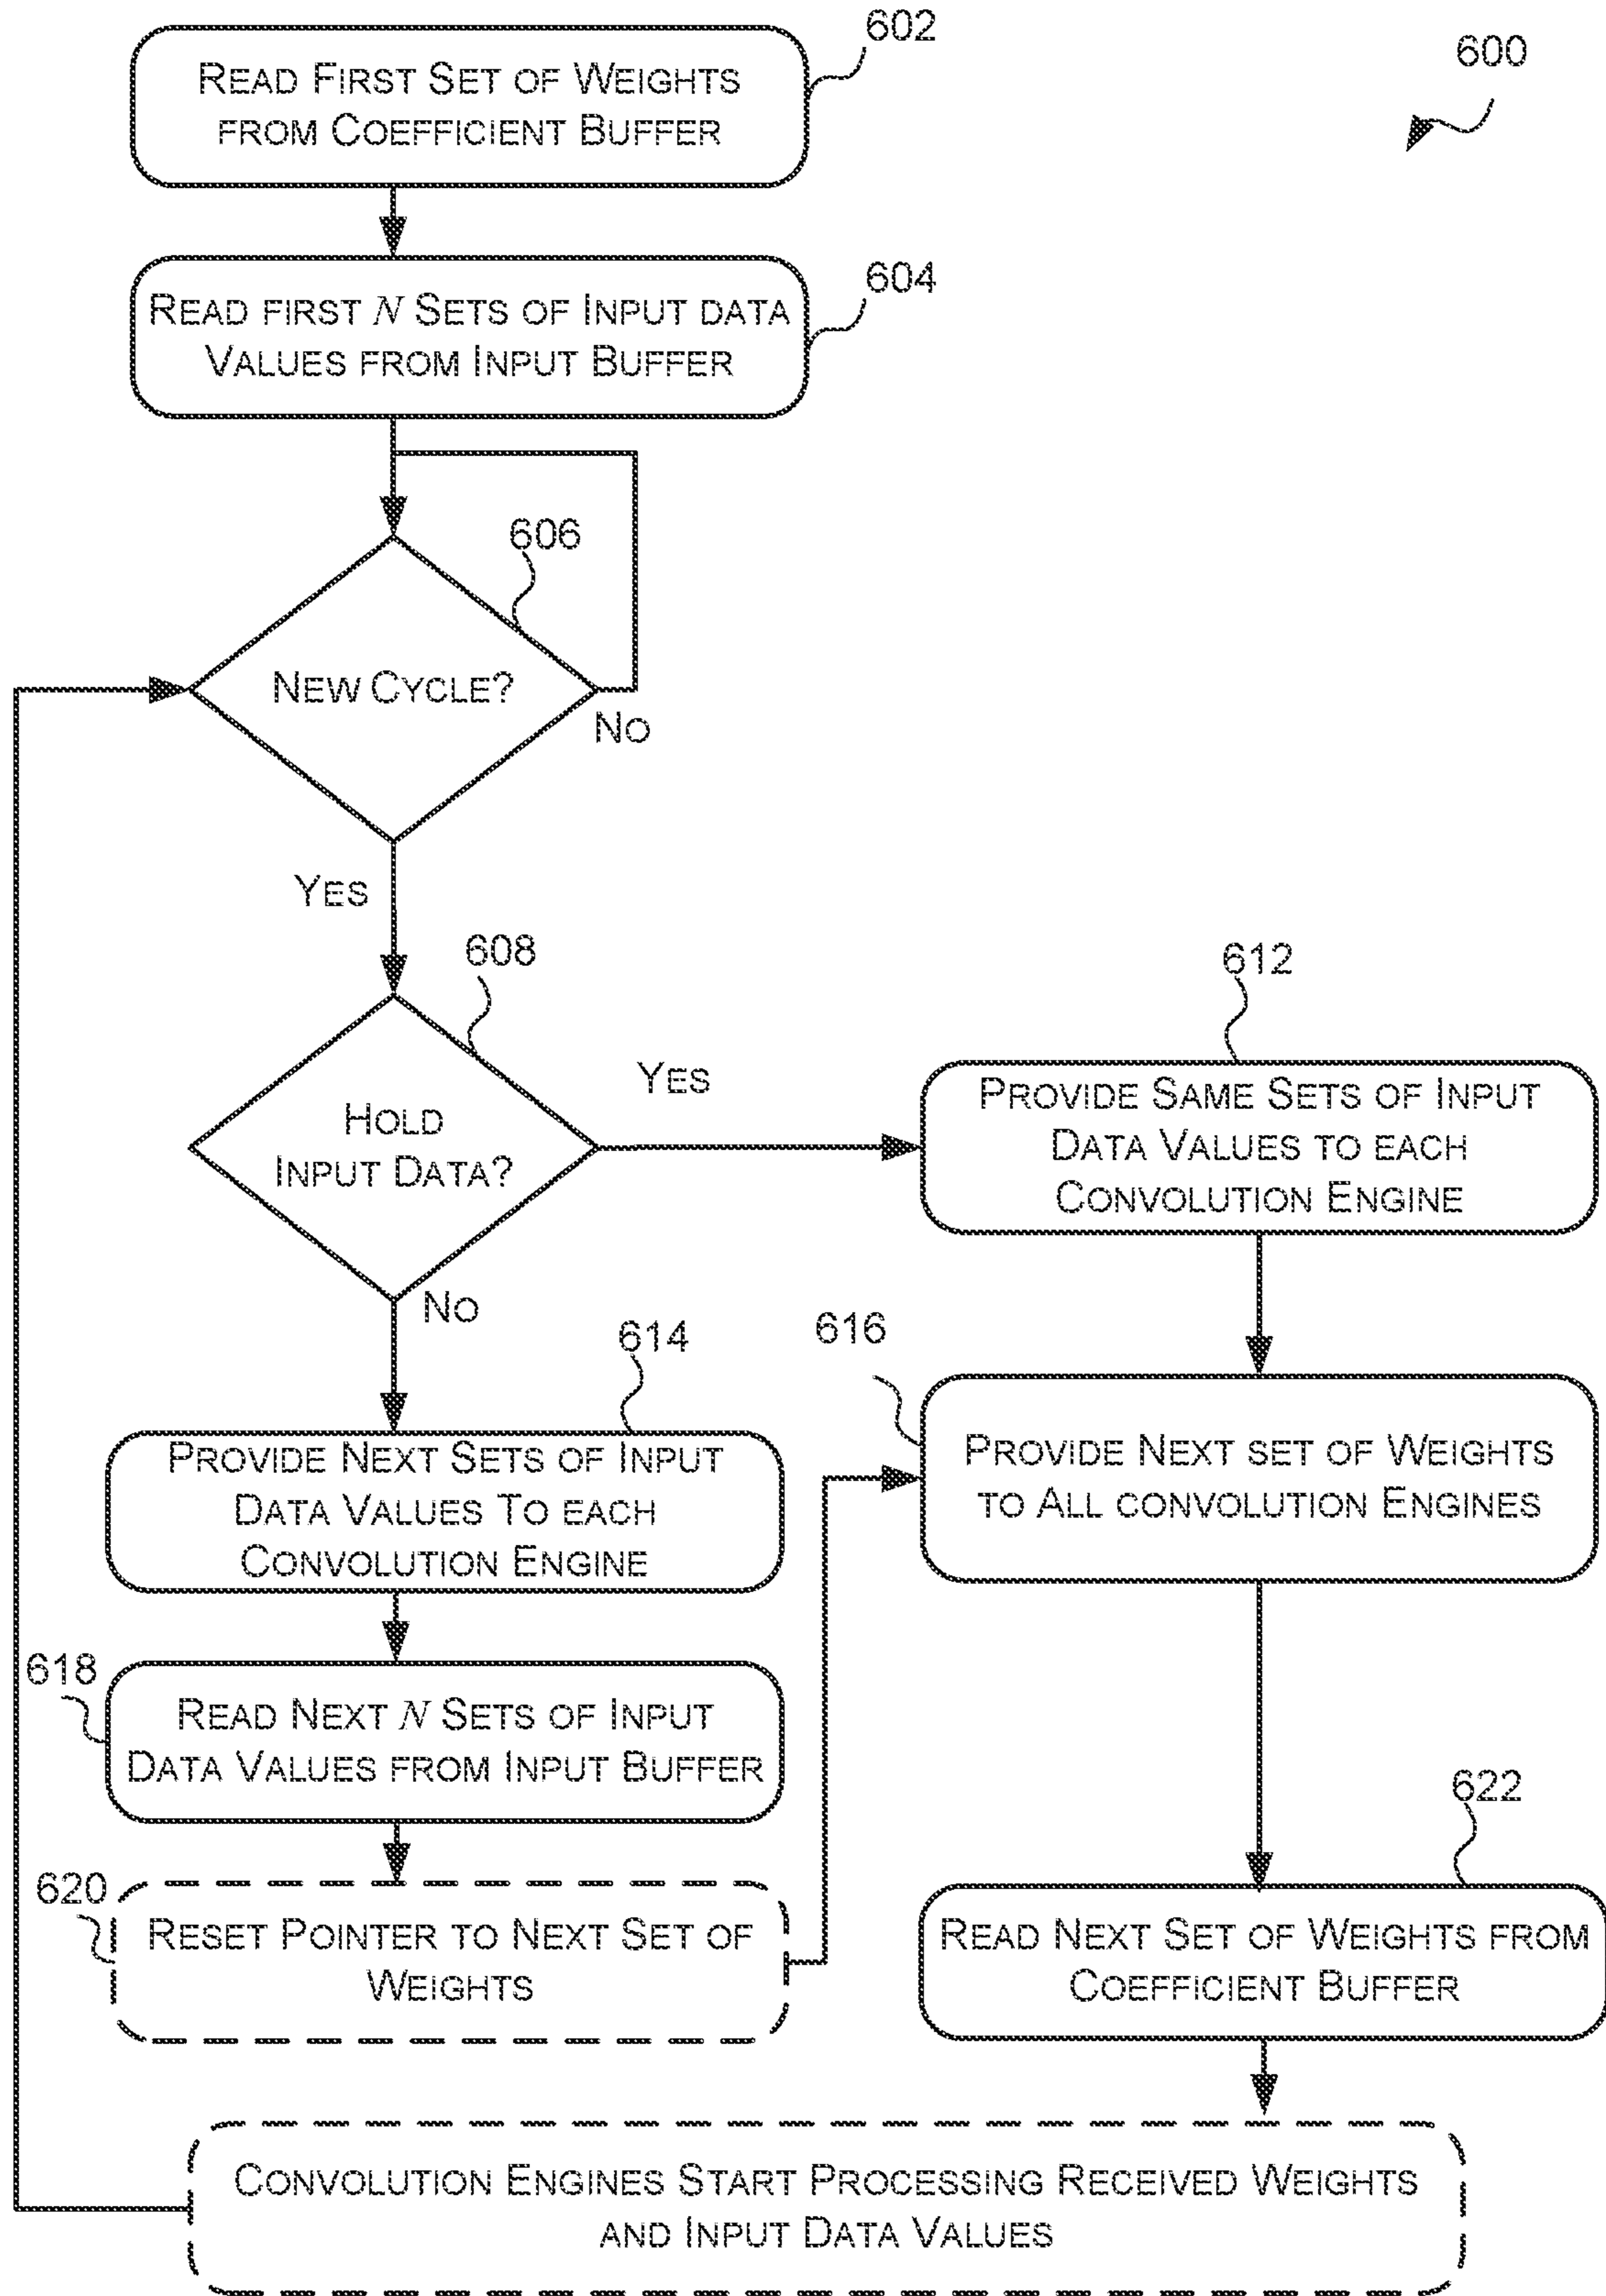 602
600
READ FIRST SET OF WEIGHTS
FROM COEFFICIENT BUFFER
604
READ FIRST N SETS OF INPUT DATA
VALUES FROM INPUT BUFFER
606
NEW CYCLE?
NO
YES
608
612
YES
HOLD
INPUT DATA?
PROVIDE SAME SETS OF INPUT
DATA VALUES TO EACH
CONVOLUTION ENGINE
NO
614
616
PROVIDE NEXT SETS OF INPUT
DATA VALUES TO EACH
CONVOLUTION ENGINE
PROVIDE NEXT SET OF WEIGHTS
TO ALL CONVOLUTION ENGINES
618
READ NEXT N SETS OF INPUT
DATA VALUES FROM INPUT BUFFER
622
620
RESET POINTER TO NEXT SET OF
WEIGHTS
READ NEXT SET OF WEIGHTS FROM
COEFFICIENT BUFFER
CONVOLUTION ENGINES START PROCESSING RECEIVED WEIGHTS
AND INPUT DATA VALUES